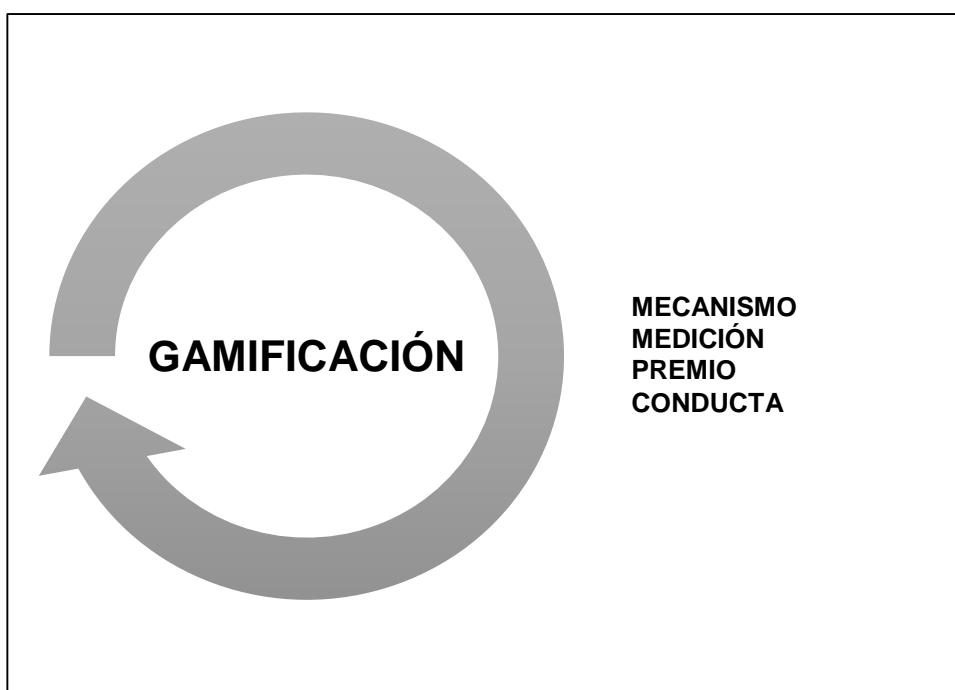 GAMIFICACIÓN
MECANISMO
MEDICIÓN
PREMIO
CONDUCTA